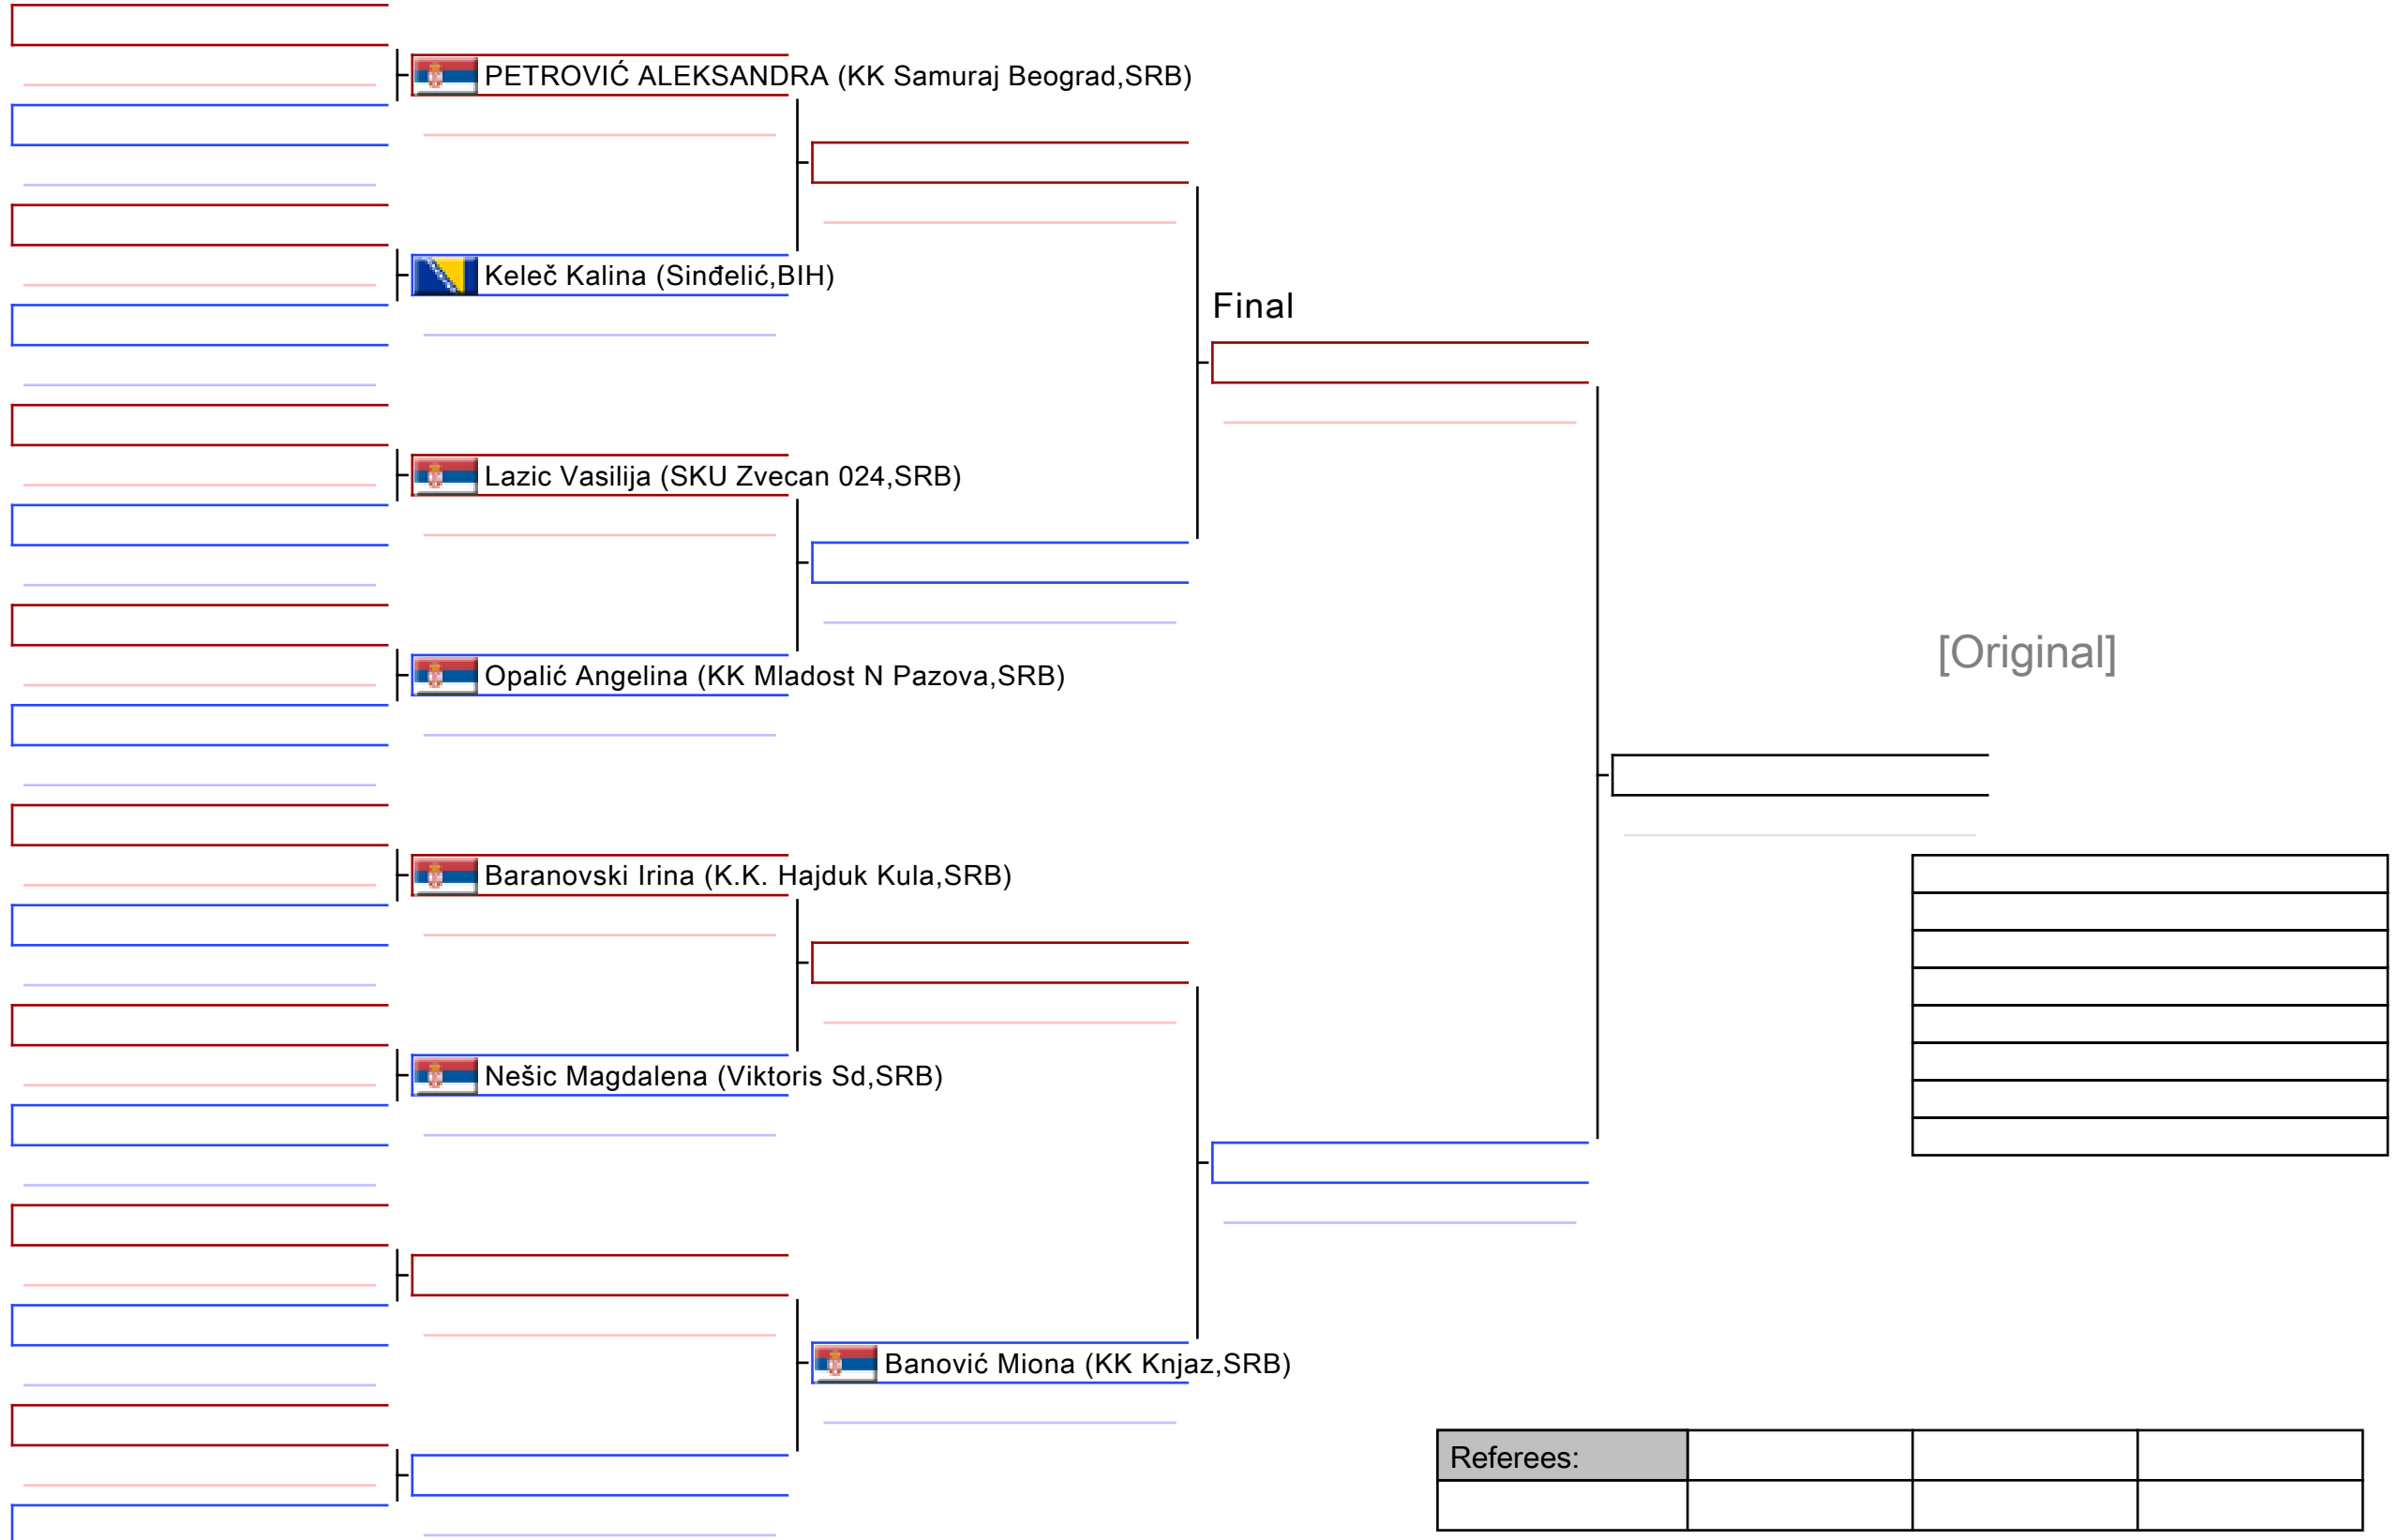 PETROVIĆ ALEKSANDRA (KK Samuraj Beograd,SRB)
Keleč Kalina (Sinđelić,BIH)
Final
Lazic Vasilija (SKU Zvecan 024,SRB)
[Original]
Opalić Angelina (KK Mladost N Pazova,SRB)
Baranovski Irina (K.K. Hajduk Kula,SRB)
Nešic Magdalena (Viktoris Sd,SRB)
Banović Miona (KK Knjaz,SRB)
Referees: